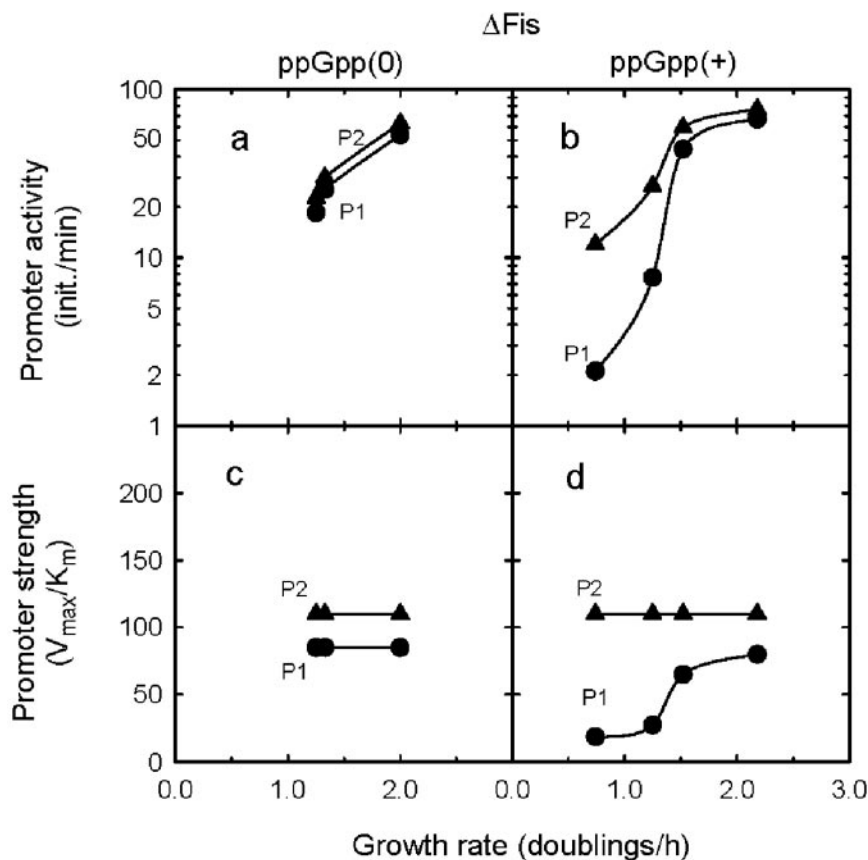 ΔFis
ppGpp(0) ppGpp(+)
Promoter activity
(init./min)
100
50
20
10
5
2
1
a
P2
P1
b
P2
P1
Promoter strength
(Vmax/Km)
200
150
100
50
0
c
P2
P1
d
P2
P1
0.0 1.0 2.0 0.0 1.0 2.0 3.0
Growth rate (doublings/h)